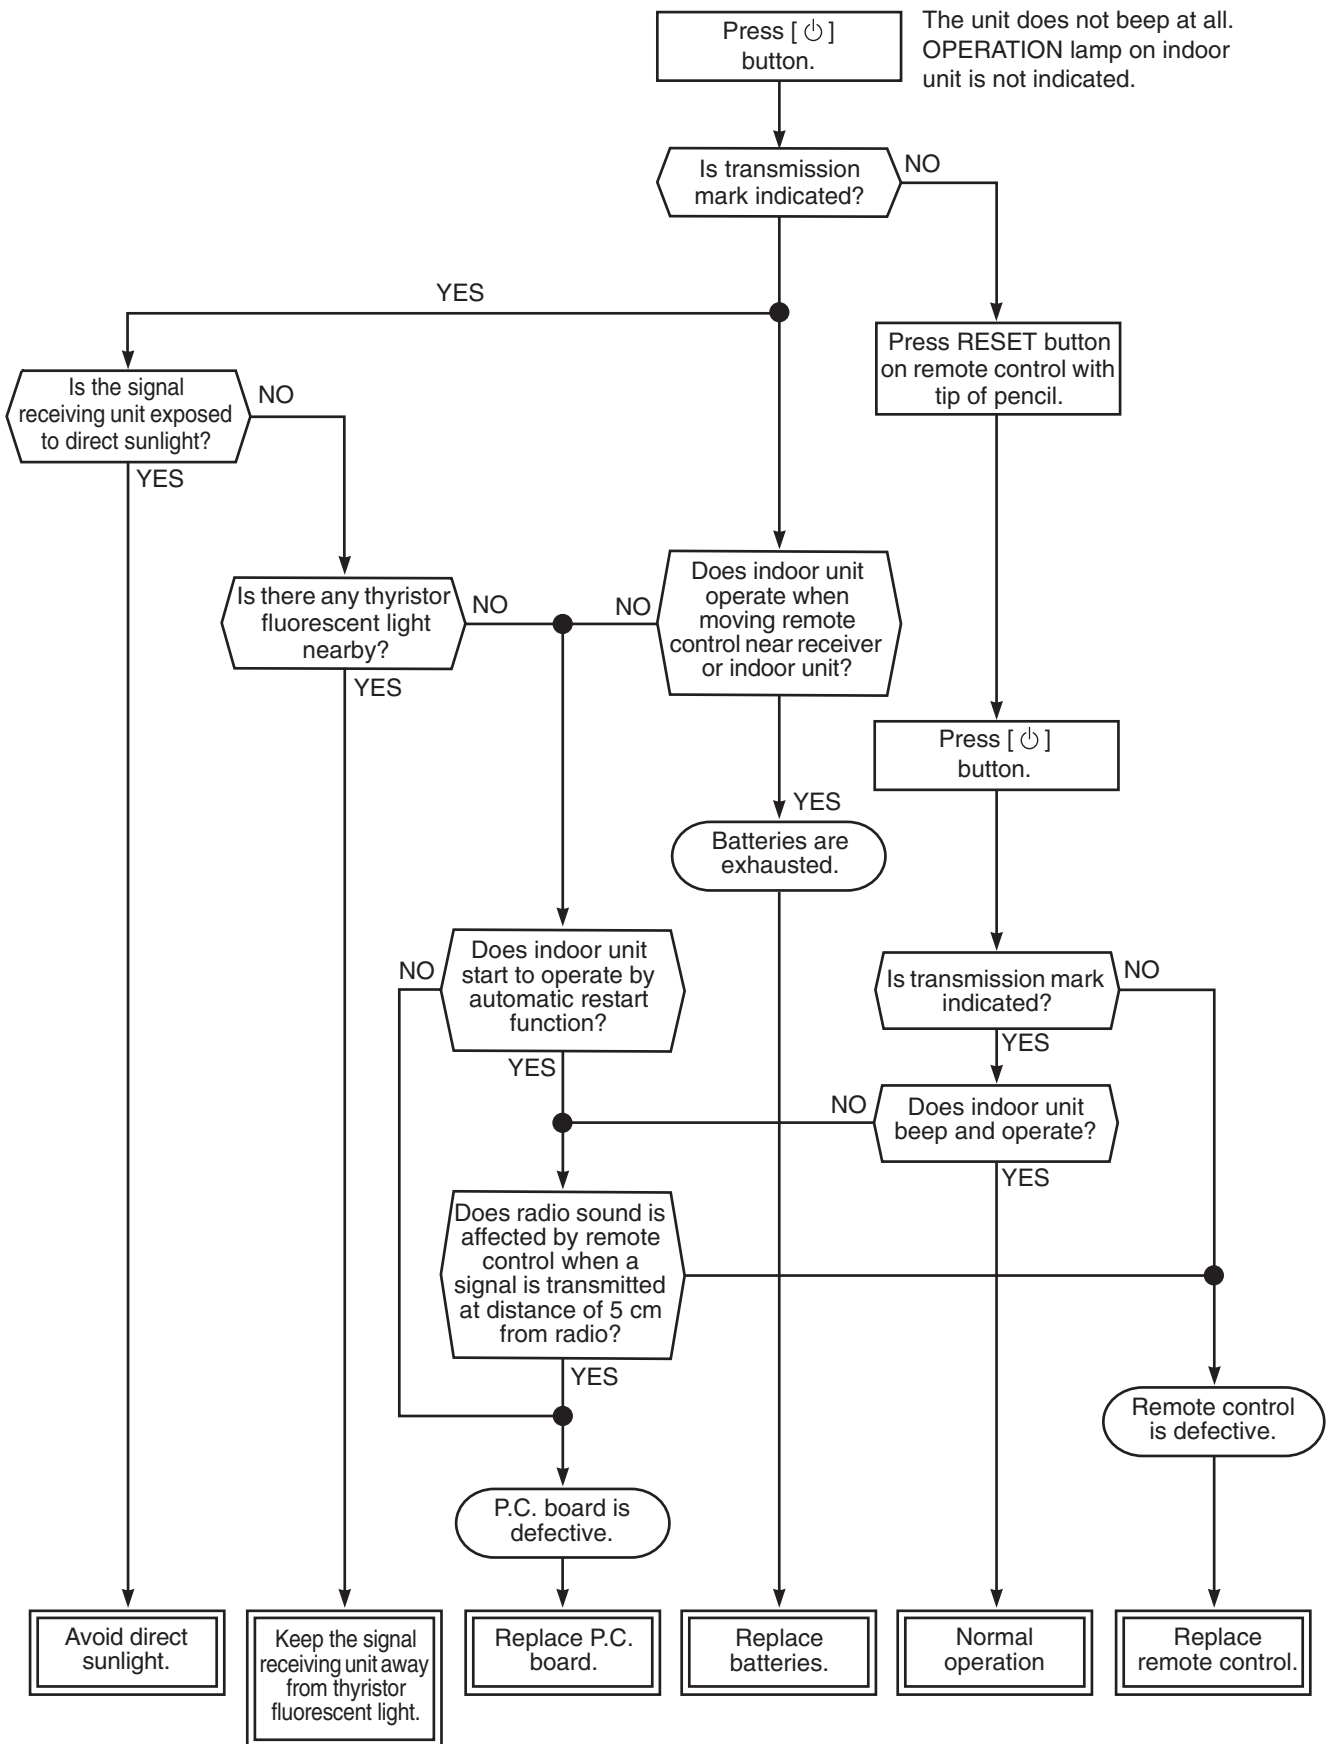 Press [ ⏻ ]
button.
The unit does not beep at all.
OPERATION lamp on indoor
unit is not indicated.
Is transmission
mark indicated?
NO
YES
Press RESET button
on remote control with
tip of pencil.
Is the signal
receiving unit exposed
to direct sunlight?
NO
YES
Is there any thyristor
fluorescent light
nearby?
NO
YES
NO
Does indoor unit
operate when
moving remote
control near receiver
or indoor unit?
YES
Press [ ⏻ ]
button.
Batteries are
exhausted.
Does indoor unit
start to operate by
automatic restart
function?
NO
YES
Is transmission mark
indicated?
NO
YES
Does indoor unit
beep and operate?
NO
YES
Does radio sound is
affected by remote
control when a
signal is transmitted
at distance of 5 cm
from radio?
YES
Remote control
is defective.
P.C. board is
defective.
Avoid direct
sunlight.
Keep the signal
receiving unit away
from thyristor
fluorescent light.
Replace P.C.
board.
Replace
batteries.
Normal
operation
Replace
remote control.